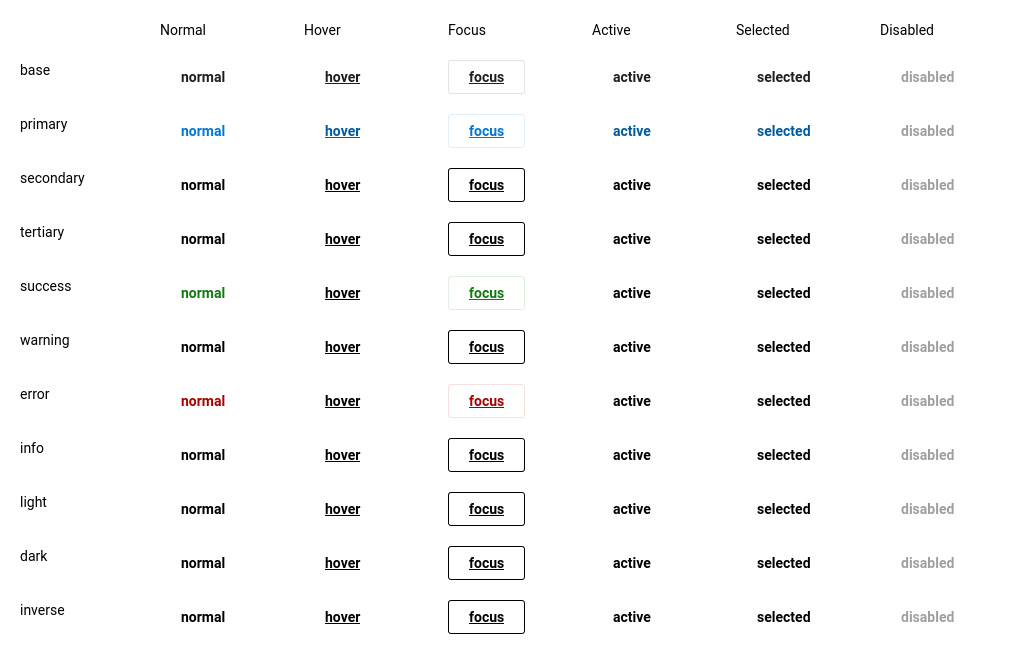 Normal Hover Focus Active Selected Disabled
base normal hover focus active selected disabled
primary normal hover focus active selected disabled
secondary normal hover focus active selected disabled
tertiary normal hover focus active selected disabled
success normal hover focus active selected disabled
warning normal hover focus active selected disabled
error normal hover focus active selected disabled
info normal hover focus active selected disabled
light normal hover focus active selected disabled
dark normal hover focus active selected disabled
inverse normal hover focus active selected disabled